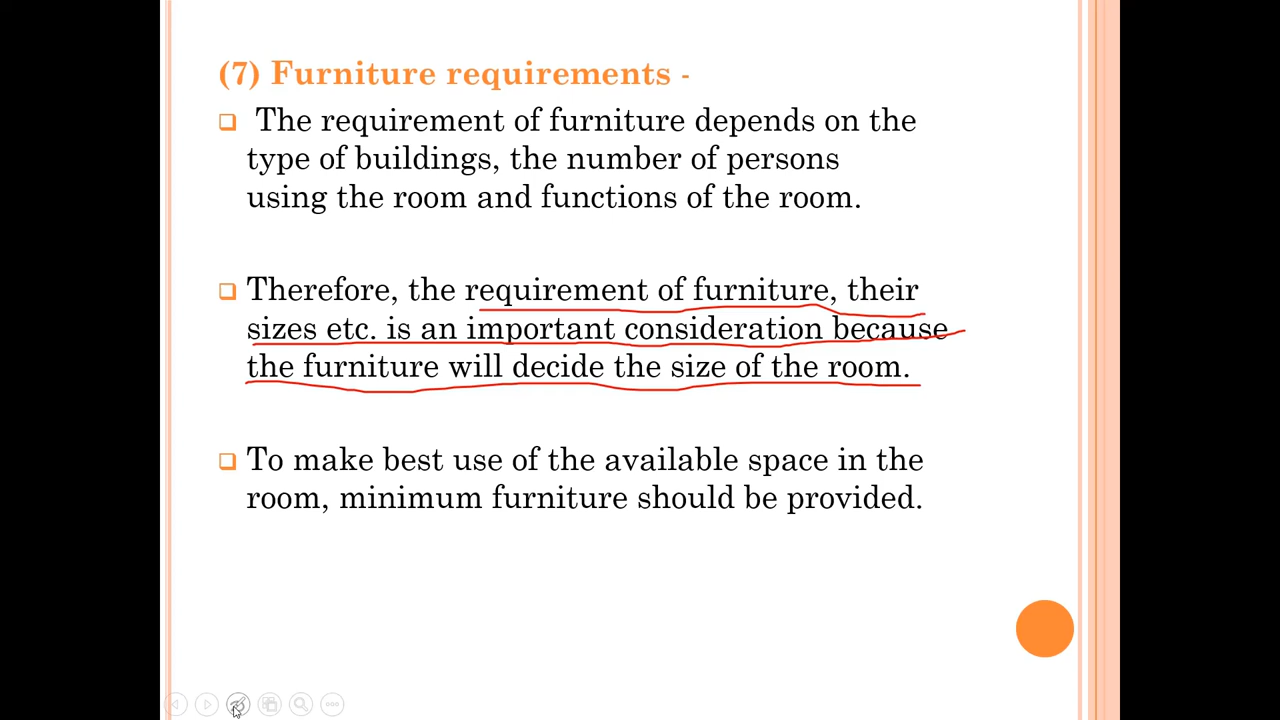 (7) Furniture requirements -
The requirement of furniture depends on the
type of buildings, the number of persons
using the room and functions of the room.
Therefore, the requirement of furniture, their
sizes etc. is an important consideration because
the furniture will decide the size of the room.
To make best use of the available space in the
room, minimum furniture should be provided.